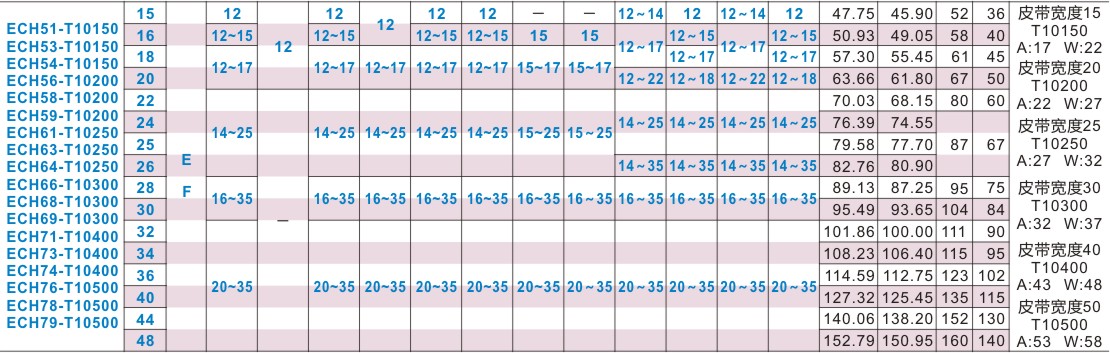 ECH51-T10150
ECH53-T10150
ECH54-T10150
ECH56-T10200
ECH58-T10200
ECH59-T10200
ECH61-T10250
ECH63-T10250
ECH64-T10250
ECH66-T10300
ECH68-T10300
ECH69-T10300
ECH71-T10400
ECH73-T10400
ECH74-T10400
ECH76-T10500
ECH78-T10500
ECH79-T10500
15 12 12 12 12 — — 12~14 12 12~14 12 47.75 45.90 52 36
12
16 12~15 12~15 12~15 12~15 15 15 12~15 12~15 50.93 49.05 58 40
12 12~17 12~17
18 12~17 12~17 57.30 55.45 61 45
12~17 12~17 12~17 12~17 12~17 15~17 15~17
20 12~22 12~18 12~22 12~18 63.66 61.80 67 50
22 70.03 68.15 80 60
24 14~25 14~25 14~25 14~25 76.39 74.55
14~25 14~25 14~25 14~25 14~25 15~25 15~25
25 79.58 77.70 87 67
E
26 14~35 14~35 14~35 14~35 82.76 80.90
28 F 89.13 87.25 95 75
16~35 16~35 16~35 16~35 16~35 16~35 16~35 16~35 16~35 16~35 16~35
30 95.49 93.65 104 84
—
32 101.86 100.00 111 90
34 108.23 106.40 115 95
36 114.59 112.75 123 102
20~35 20~35 20~35 20~35 20~35 20~35 20~35 20~35 20~35 20~35 20~35
40 127.32 125.45 135 115
44 140.06 138.20 152 130
48 152.79 150.95 160 140
皮带宽度15
T10150
A:17 W:22
皮带宽度20
T10200
A:22 W:27
皮带宽度25
T10250
A:27 W:32
皮带宽度30
T10300
A:32 W:37
皮带宽度40
T10400
A:43 W:48
皮带宽度50
T10500
A:53 W:58